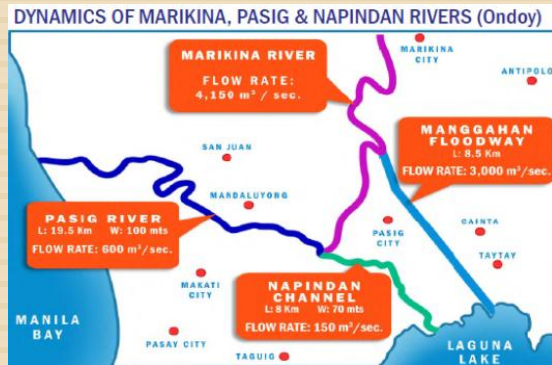 DYNAMICS OF MARIKINA, PASIG & NAPINDAN RIVERS (Ondoy)
MARIKINA RIVER
FLOW RATE:
4,150 m³ / sec.
MARIKINA
CITY
ANTIPOLO
SAN JUAN
MANGGAHAN
FLOODWAY
L: 8.5 Km
FLOW RATE: 3,000 m³/sec.
MANDALUYONG
PASIG RIVER
L: 19.5 Km W: 100 mts
FLOW RATE: 600 m³/sec.
PASIG
CITY
CAINTA
TAYTAY
MAKATI
CITY
NAPINDAN
CHANNEL
L: 8 Km W: 70 mts
FLOW RATE: 150 m³/sec.
MANILA
BAY
PASAY CITY
TAGUIG
LAGUNA
LAKE